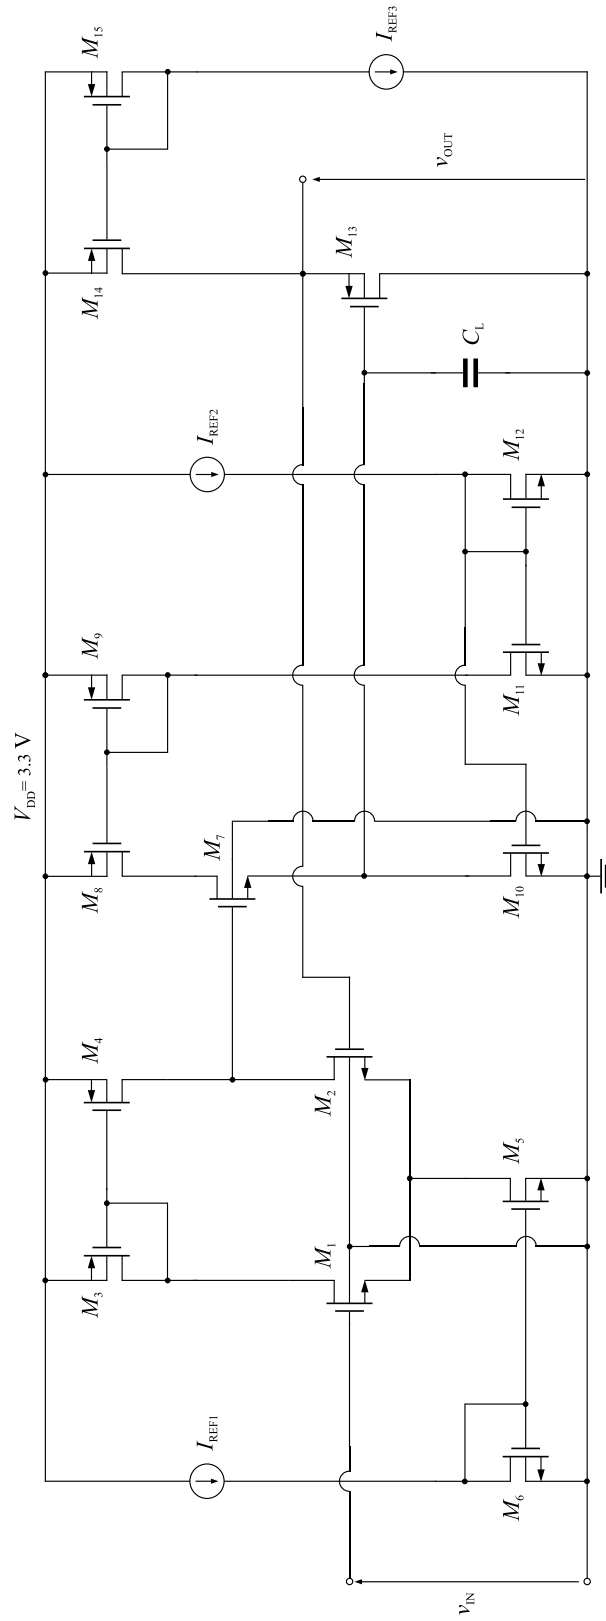 V_DD = 3.3 V
I_REF1
I_REF2
I_REF3
M_3
M_4
M_8
M_9
M_14
M_15
M_7
M_1
M_2
M_13
M_6
M_5
M_10
M_11
M_12
C_L
v_IN
v_OUT